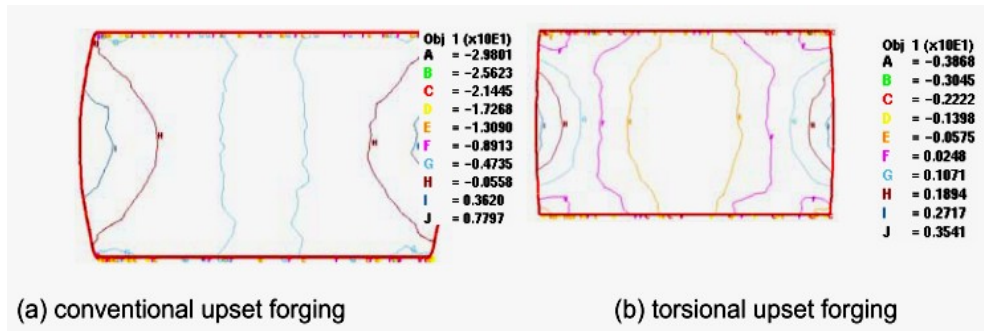 Obj 1 (x10E1)
A = -2.9801
B = -2.5623
C = -2.1445
D = -1.7268
E = -1.3090
F = -0.8913
G = -0.4735
H = -0.0558
I = 0.3620
J = 0.7797
H
H
I
I
(a) conventional upset forging
Obj 1 (x10E1)
A = -0.3868
B = -0.3045
C = -0.2222
D = -0.1398
E = -0.0575
F = 0.0248
G = 0.1071
H = 0.1894
I = 0.2717
J = 0.3541
(b) torsional upset forging